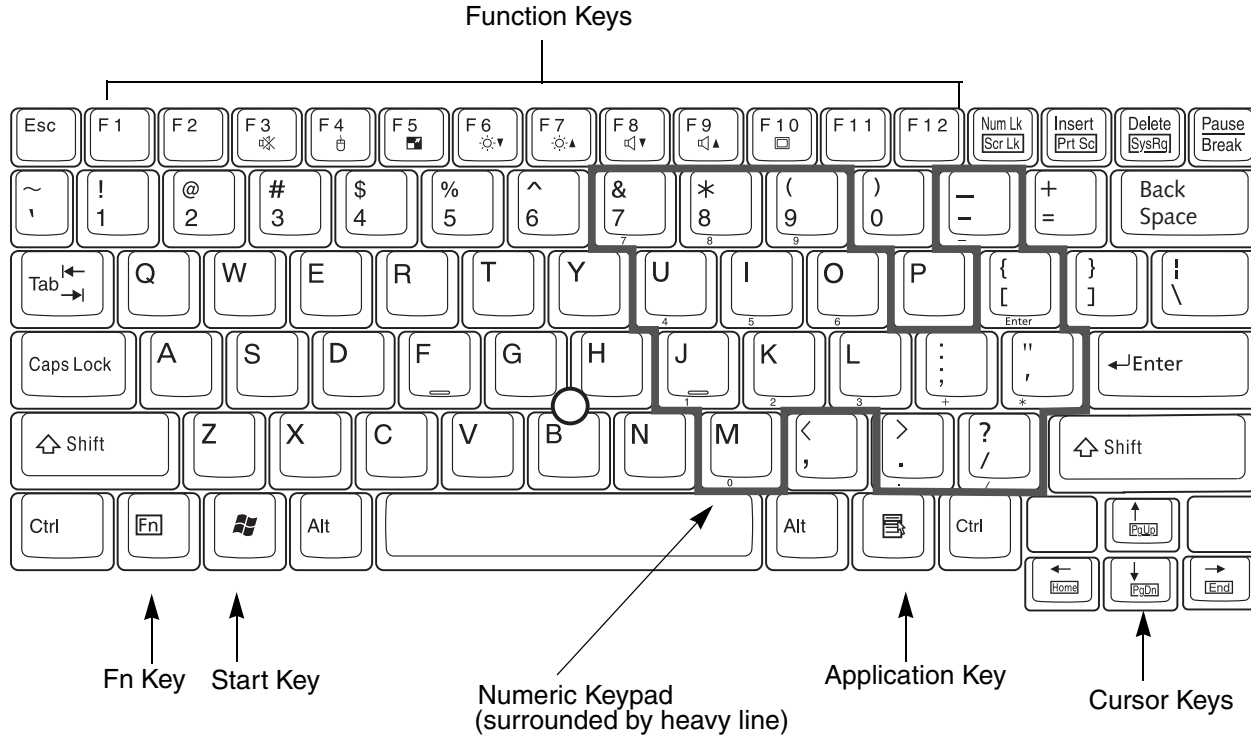 Function Keys
Esc F1 F2 F3 F4 F5 F6 F7 F8 F9 F10 F11 F12 Num Lk Insert Delete Pause
Scr Lk Prt Sc SysRq Break
~ ! @ # $ % ^ & * ( ) — + Back
` 1 2 3 4 5 6 7 8 9 0 - = Space
7 8 9 -
Tab Q W E R T Y U I O P { } ¦
[ ] \
4 5 6 Enter
Caps Lock A S D F G H J K L : " Enter
; '
1 2 3 + *
Shift Z X C V B N M < > ? Shift
, . /
0 . /
Ctrl Fn Alt Alt Ctrl PgUp
Home PgDn End
Fn Key Start Key Application Key
Numeric Keypad Cursor Keys
(surrounded by heavy line)